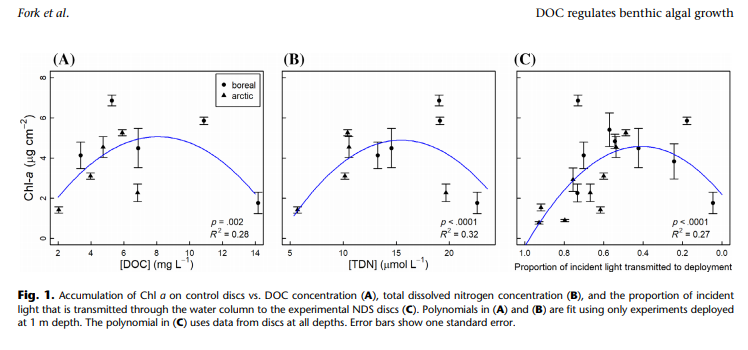 Fork et al.
DOC regulates benthic algal growth
(A)
(B)
(C)
Chl-a (μg cm⁻²)
0
2
4
6
8
boreal
arctic
p = .002
R² = 0.28
2 4 6 8 10 12 14
[DOC] (mg L⁻¹)
p < .0001
R² = 0.32
5 10 15 20
[TDN] (μmol L⁻¹)
p < .0001
R² = 0.27
1.0 0.8 0.6 0.4 0.2 0.0
Proportion of incident light transmitted to deployment
Fig. 1. Accumulation of Chl a on control discs vs. DOC concentration (A), total dissolved nitrogen concentration (B), and the proportion of incident
light that is transmitted through the water column to the experimental NDS discs (C). Polynomials in (A) and (B) are fit using only experiments deployed
at 1 m depth. The polynomial in (C) uses data from discs at all depths. Error bars show one standard error.